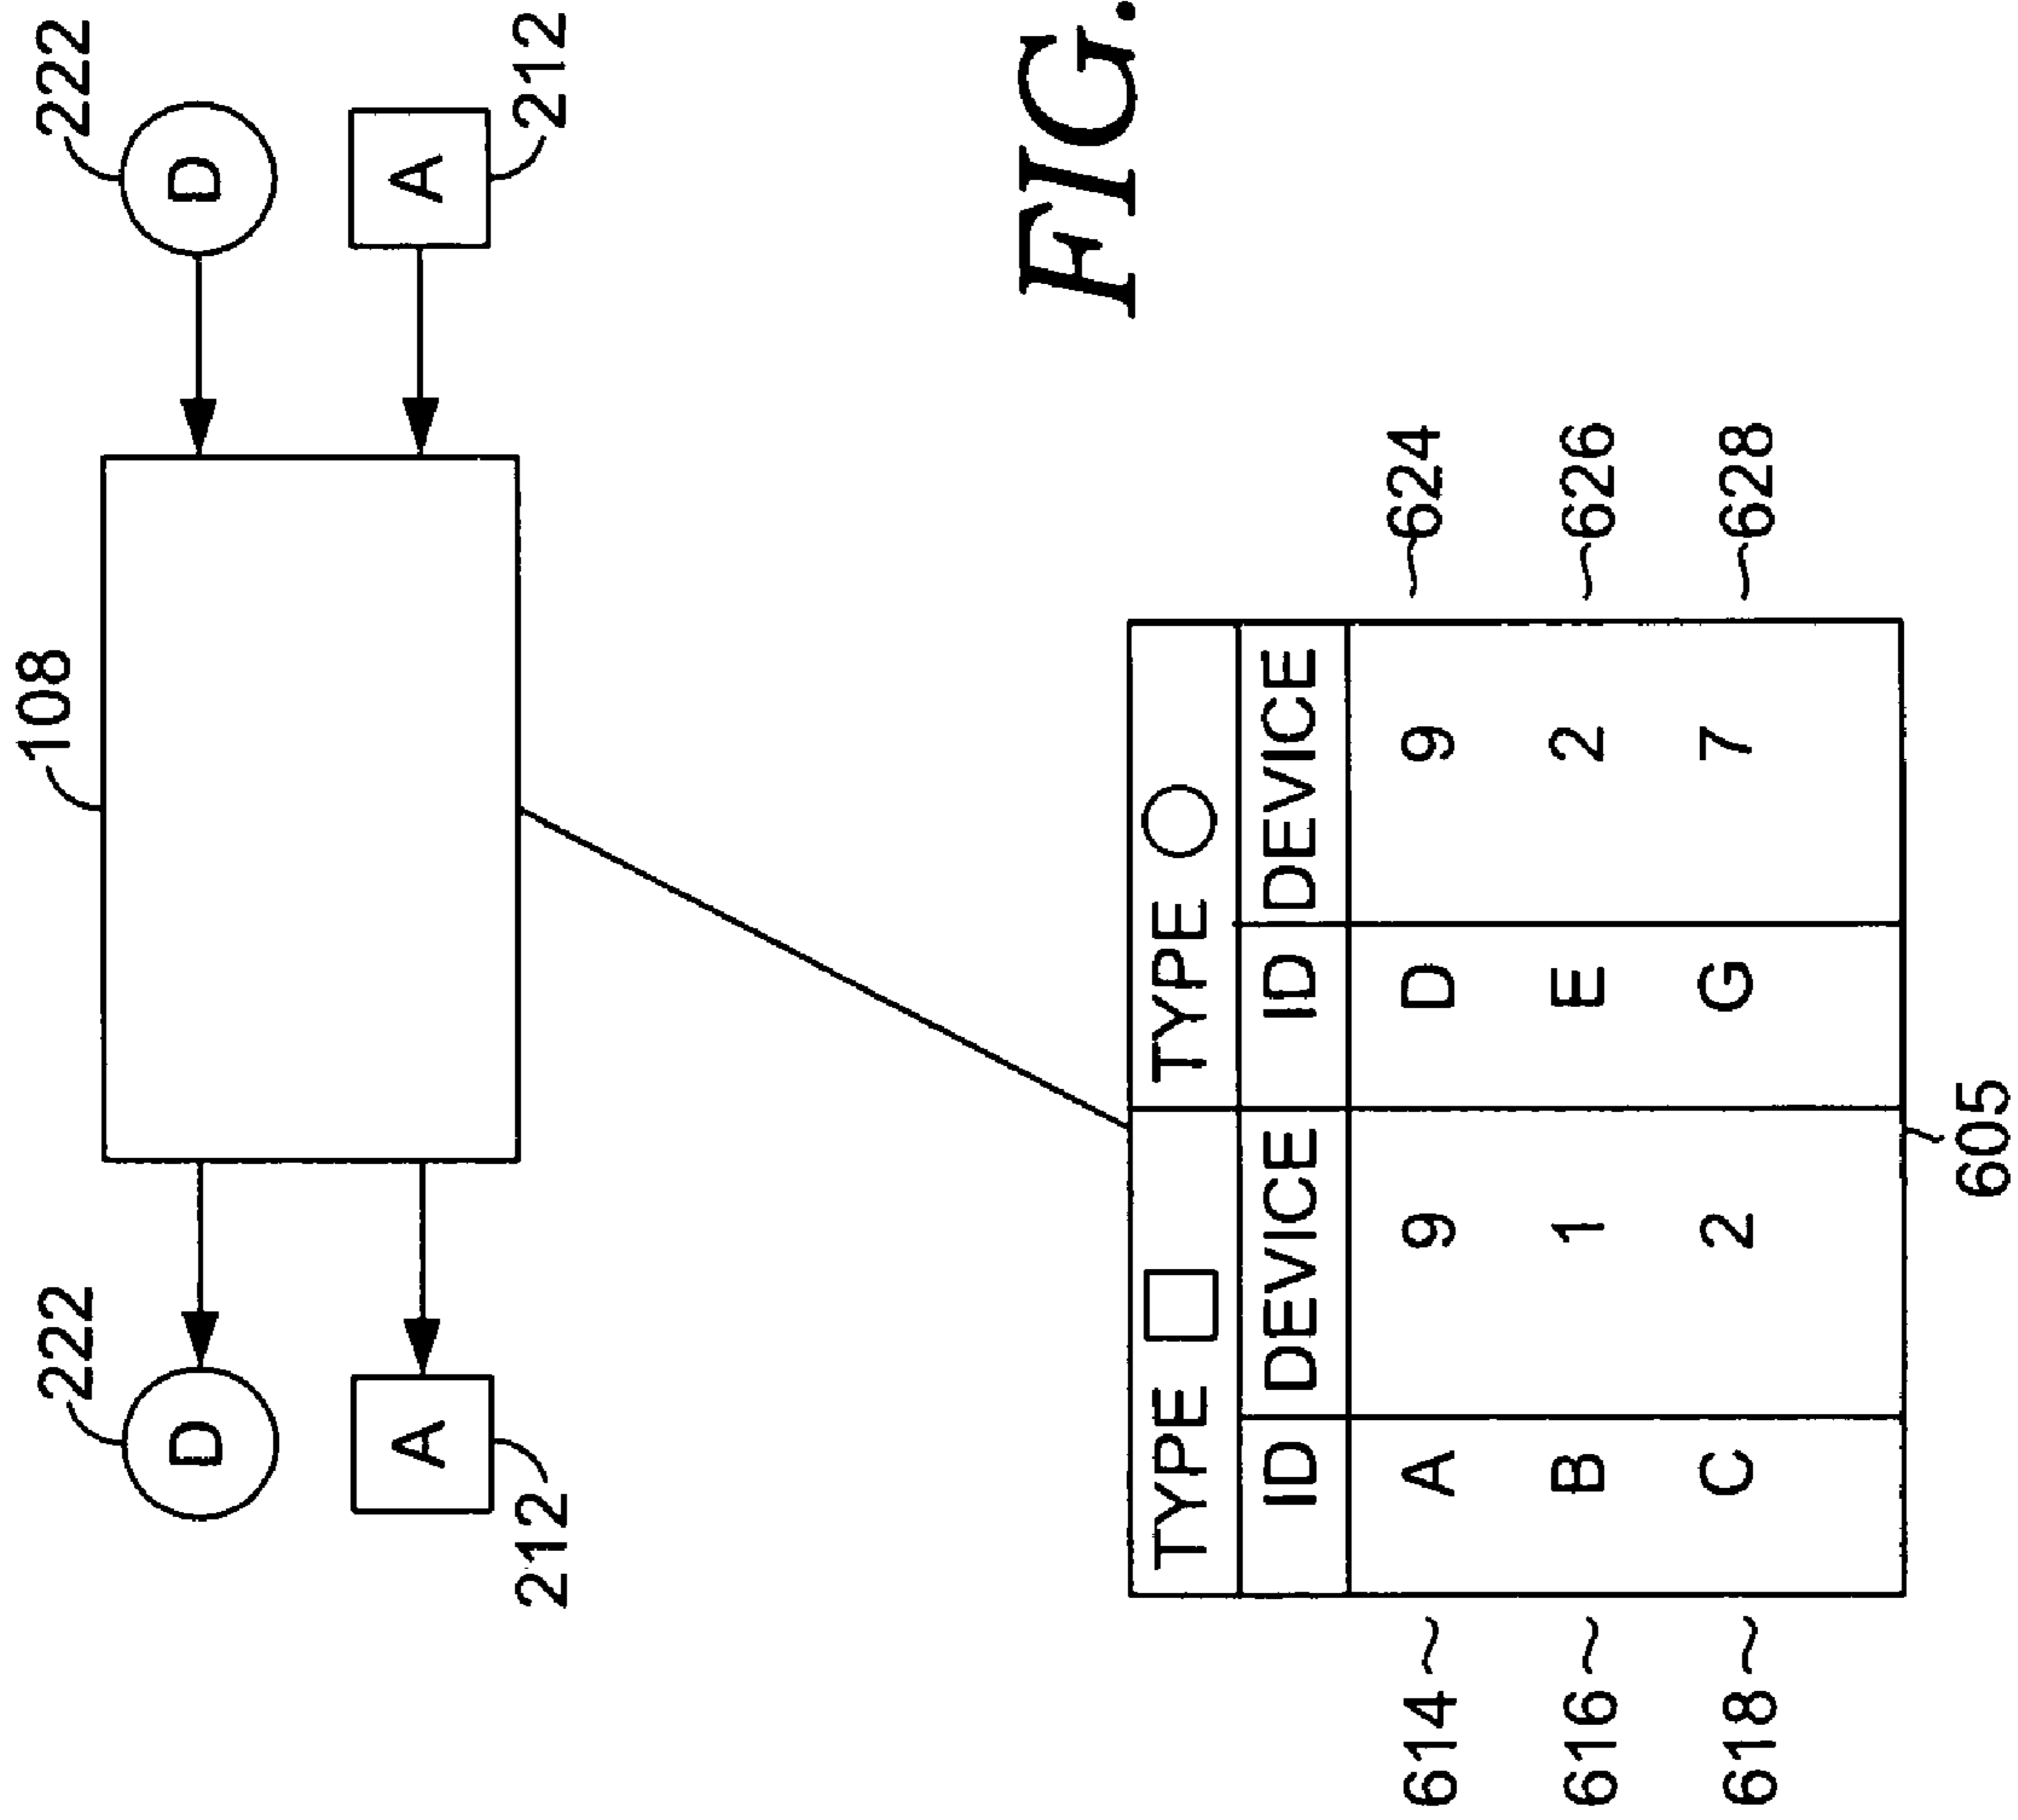 222
D
A
212
108
222
D
A
212
TYPE TYPE
ID DEVICE ID DEVICE
614 A 9 D 9 624
616 B 1 E 2 626
618 C 2 G 7 628
605
FIG.